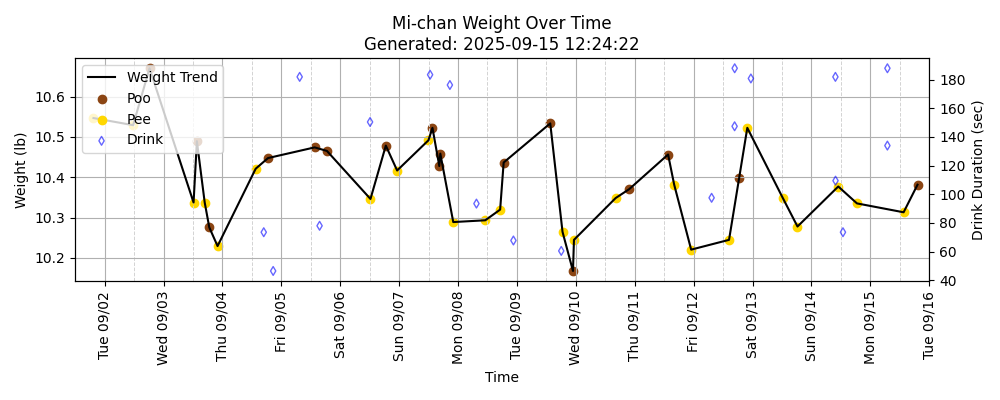 Mi-chan Weight Over Time
Generated: 2025-09-15 12:24:22
Weight Trend
Poo
Pee
Drink
Weight (lb)
10.6
10.5
10.4
10.3
10.2
180
160
140
120
100
80
60
40
Drink Duration (sec)
Tue 09/02
Wed 09/03
Thu 09/04
Fri 09/05
Sat 09/06
Sun 09/07
Mon 09/08
Tue 09/09
Wed 09/10
Thu 09/11
Fri 09/12
Sat 09/13
Sun 09/14
Mon 09/15
Tue 09/16
Time